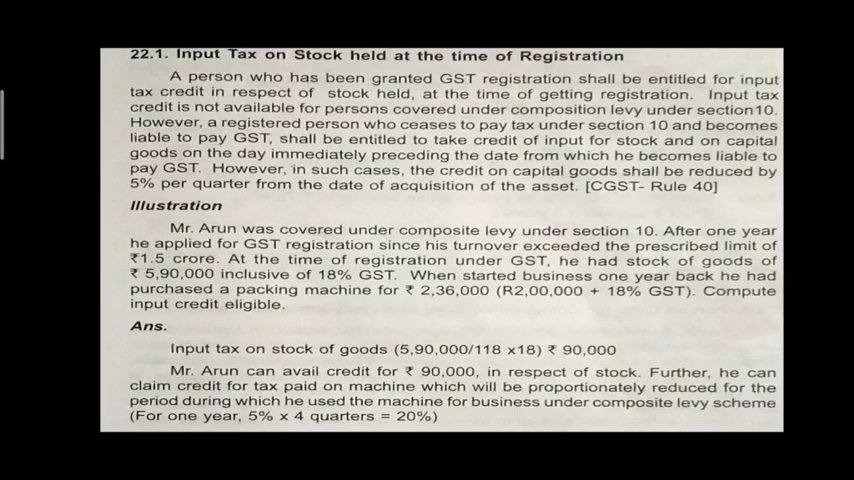 22.1. Input Tax on Stock held at the time of Registration
A person who has been granted GST registration shall be entitled for input
tax credit in respect of stock held, at the time of getting registration. Input tax
credit is not available for persons covered under composition levy under section10.
However, a registered person who ceases to pay tax under section 10 and becomes
liable to pay GST, shall be entitled to take credit of input for stock and on capital
goods on the day immediately preceding the date from which he becomes liable to
pay GST. However, in such cases, the credit on capital goods shall be reduced by
5% per quarter from the date of acquisition of the asset. [CGST- Rule 40]
Illustration
Mr. Arun was covered under composite levy under section 10. After one year
he applied for GST registration since his turnover exceeded the prescribed limit of
₹1.5 crore. At the time of registration under GST, he had stock of goods of
₹ 5,90,000 inclusive of 18% GST. When started business one year back he had
purchased a packing machine for ₹ 2,36,000 (R2,00,000 + 18% GST). Compute
input credit eligible.
Ans.
Input tax on stock of goods (5,90,000/118 x18) ₹ 90,000
Mr. Arun can avail credit for ₹ 90,000, in respect of stock. Further, he can
claim credit for tax paid on machine which will be proportionately reduced for the
period during which he used the machine for business under composite levy scheme
(For one year, 5% x 4 quarters = 20%)